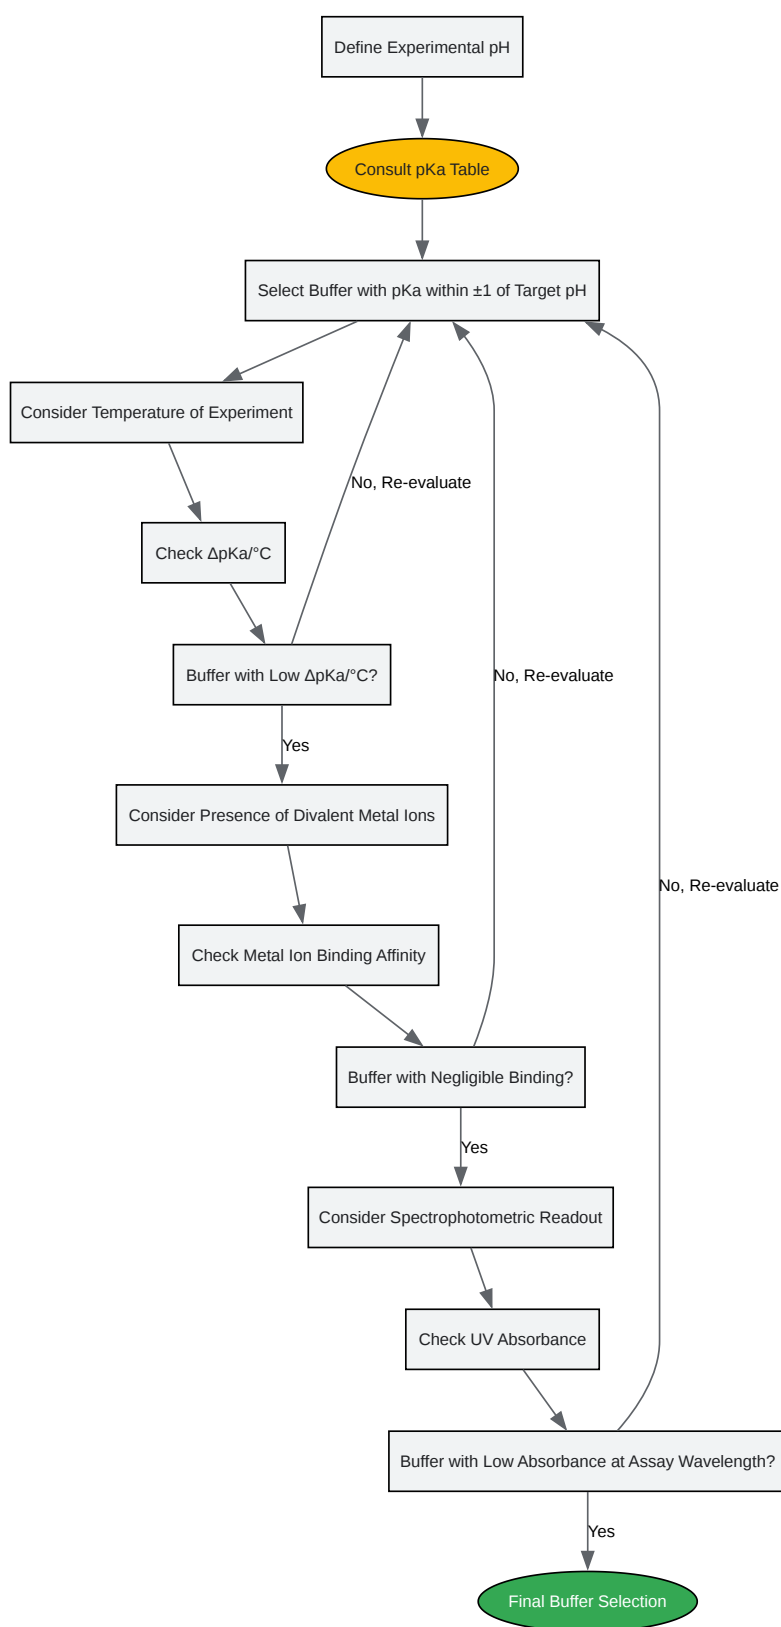 Define Experimental pH
Consult pKa Table
Select Buffer with pKa within ±1 of Target pH
Consider Temperature of Experiment
No, Re-evaluate
Check ΔpKa/°C
Buffer with Low ΔpKa/°C?
No, Re-evaluate
Yes
Consider Presence of Divalent Metal Ions
No, Re-evaluate
Check Metal Ion Binding Affinity
Buffer with Negligible Binding?
Yes
Consider Spectrophotometric Readout
Check UV Absorbance
Buffer with Low Absorbance at Assay Wavelength?
Yes
Final Buffer Selection